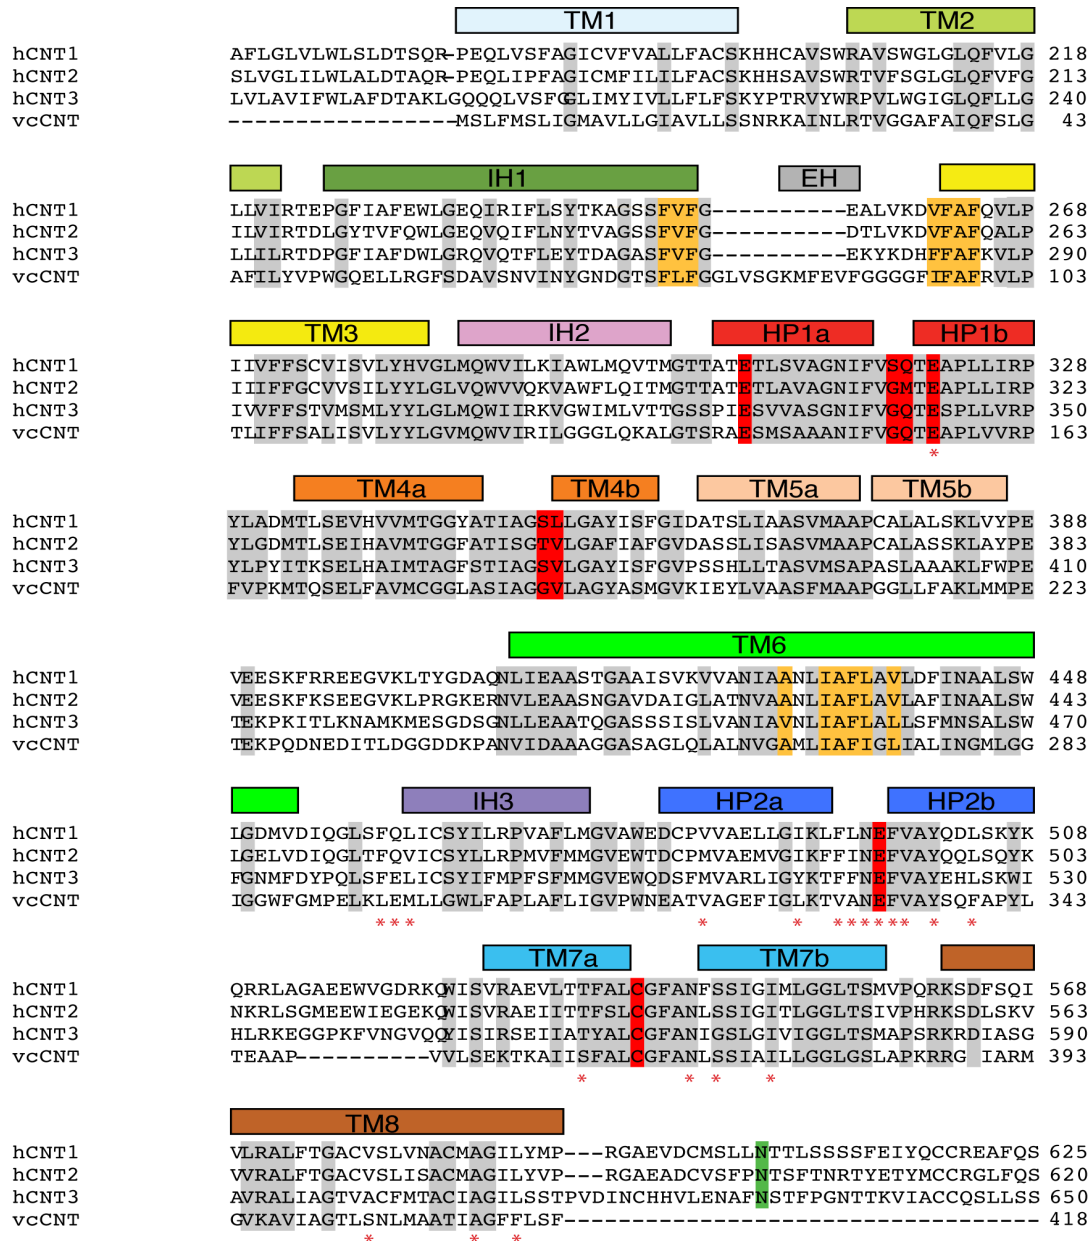 TM1 TM2
hCNT1 AFLGLVLWLSLDTSQR-PEQLVSFAGICVFVALLFACSKHHCAVSWRAVSWGLGLQFVLG 218
hCNT2 SLVGLILWLALDTAQR-PEQLIPFAGICMFILILFACSKHHSAVSWRTVFSGLGLQFVFG 213
hCNT3 LVLAVIFWLAFDTAKLGQQQLVSFGGLIMYIVLLFLFSKYPTRVYWRPVLWGIGLQFLLG 240
vcCNT -----------------MSLFMSLIGMAVLLGIAVLLSSNRKAINLRTVGGAFAIQFSLG 43
IH1 EH
hCNT1 LLVIRTEPGFIAFEWLGEQIRIFLSYTKAGSSFVFG----------EALVKDVFAFQVLP 268
hCNT2 ILVIRTDLGYTVFQWLGEQVQIFLNYTVAGSSFVFG----------DTLVKDVFAFQALP 263
hCNT3 LLILRTDPGFIAFDWLGRQVQTFLEYTDAGASFVFG----------EKYKDHFFAFKVLP 290
vcCNT AFILYVPWGQELLRGFSDAVSNVINYGNDGTSFLFGGLVSGKMFEVFGGGGFIFAFRVLP 103
TM3 IH2 HP1a HP1b
hCNT1 IIVFFSCVISVLYHVGLMQWVILKIAWLMQVTMGTTATETLSVAGNIFVSQTEAPLLIRP 328
hCNT2 IIIFFGCVVSILYYLGLVQWVVQKVAWFLQITMGTTATETLAVAGNIFVGMTEAPLLIRP 323
hCNT3 IVVFFSTVMSMLYYLGLMQWIIRKVGWIMLVTTGSSPIESVVASGNIFVGQTESPLLVRP 350
vcCNT TLIFFSALISVLYYLGVMQWVIRILGGGLQKALGTSRAESMSAAANIFVGQTEAPLVVRP 163
*
TM4a TM4b TM5a TM5b
hCNT1 YLADMTLSEVHVVMTGGYATIAGSLLGAYISFGIDATSLIAASVMAAPCALALSKLVYPE 388
hCNT2 YLGDMTLSEIHAVMTGGFATISGTVLGAFIAFGVDASSLISASVMAAPCALASSKLAYPE 383
hCNT3 YLPYITKSELHAIMTAGFSTIAGSVLGAYISFGVPSSHLLTASVMSAPASLAAAKLFWPE 410
vcCNT FVPKMTQSELFAVMCGGLASIAGGVLAGYASMGVKIEYLVAASFMAAPGGLLFAKLMMPE 223
TM6
hCNT1 VEESKFRREEGVKLTYGDAQNLIEAASTGAAISVKVVANIAANLIAFLAVLDFINAALSW 448
hCNT2 VEESKFKSEEGVKLPRGKERNVLEAASNGAVDAIGLATNVAANLIAFLAVLAFINAALSW 443
hCNT3 TEKPKITLKNAMKMESGDSGNLLEAATQGASSSISLVANIAVNLIAFLALLSFMNSALSW 470
vcCNT TEKPQDNEDITLDGGDDKPANVIDAAAGGASAGLQLALNVGAMLIAFIGLIALINGMLGG 283
IH3 HP2a HP2b
hCNT1 LGDMVDIQGLSFQLICSYILRPVAFLMGVAWEDCPVVAELLGIKLFLNEFVAYQDLSKYK 508
hCNT2 LGELVDIQGLTFQVICSYLLRPMVFMMGVEWTDCPMVAEMVGIKFFINEFVAYQQLSQYK 503
hCNT3 FGNMFDYPQLSFELICSYIFMPFSFMMGVEWQDSFMVARLIGYKTFFNEFVAYEHLSKWI 530
vcCNT IGGWFGMPELKLEMLLGWLFAPLAFLIGVPWNEATVAGEFIGLKTVANEFVAYSQFAPYL 343
*** * * ****** * *
TM7a TM7b
hCNT1 QRRLAGAEEWVGDRKQWISVRAEVLTTFALCGFANFSSIGIMLGGLTSMVPQRKSDFSQI 568
hCNT2 NKRLSGMEEWIEGEKQWISVRAEIITTFSLCGFANLSSIGITLGGLTSIVPHRKSDLSKV 563
hCNT3 HLRKEGGPKFVNGVQQYISIRSEIIATYALCGFANIGSLGIVIGGLTSMAPSRKRDIASG 590
vcCNT TEAAP----------VVLSEKTKAIISFALCGFANLSSIAILLGGLGSLAPKRRG IARM 393
* * * *
TM8
hCNT1 VLRALFTGACVSLVNACMAGILYMP---RGAEVDCMSLLNTTLSSSSFEIYQCCREAFQS 625
hCNT2 VVRALFTGACVSLISACMAGILYVP---RGAEADCVSFPNTSFTNRTYETYMCCRGLFQS 620
hCNT3 AVRALIAGTVACFMTACIAGILSSTPVDINCHHVLENAFNSTFPGNTTKVIACCQSLLSS 650
vcCNT GVKAVIAGTLSNLMAATIAGFFLSF----------------------------------- 418
* * *